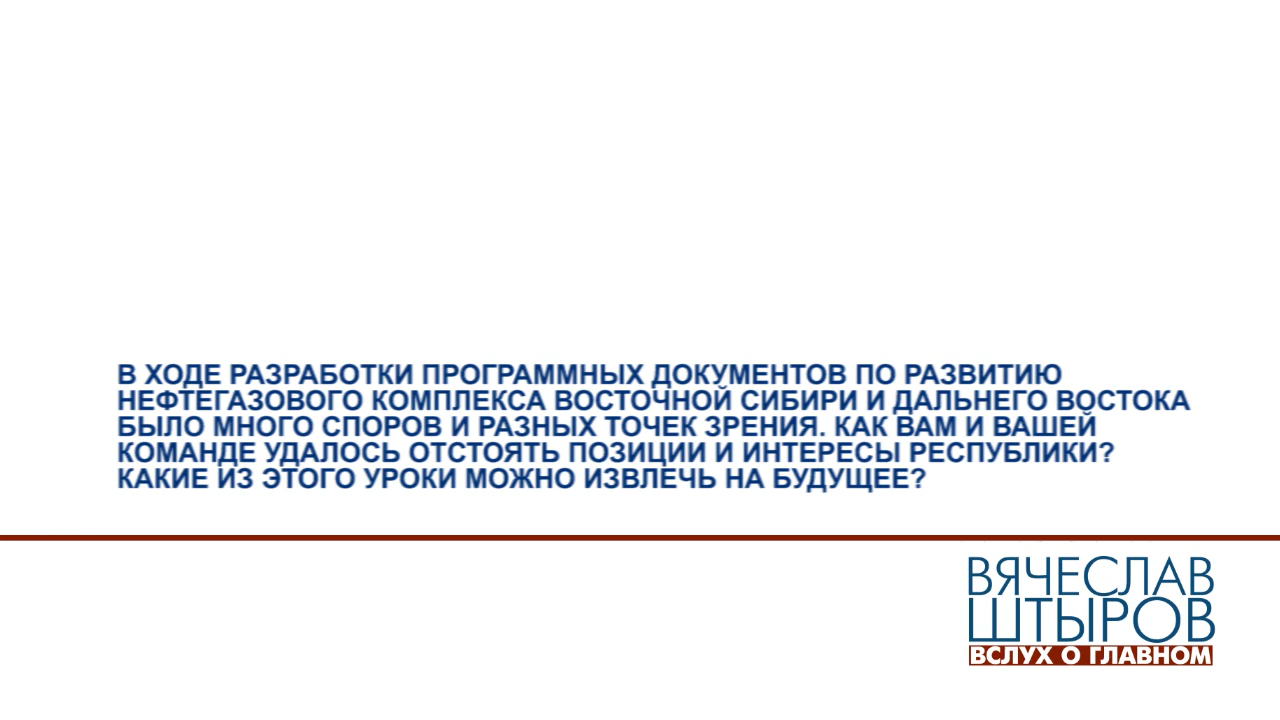 В ХОДЕ РАЗРАБОТКИ ПРОГРАММНЫХ ДОКУМЕНТОВ ПО РАЗВИТИЮ
НЕФТЕГАЗОВОГО КОМПЛЕКСА ВОСТОЧНОЙ СИБИРИ И ДАЛЬНЕГО ВОСТОКА
БЫЛО МНОГО СПОРОВ И РАЗНЫХ ТОЧЕК ЗРЕНИЯ. КАК ВАМ И ВАШЕЙ
КОМАНДЕ УДАЛОСЬ ОТСТОЯТЬ ПОЗИЦИИ И ИНТЕРЕСЫ РЕСПУБЛИКИ?
КАКИЕ ИЗ ЭТОГО УРОКИ МОЖНО ИЗВЛЕЧЬ НА БУДУЩЕЕ?
ВЯЧЕСЛАВ
ШТЫРОВ
ВСЛУХ О ГЛАВНОМ